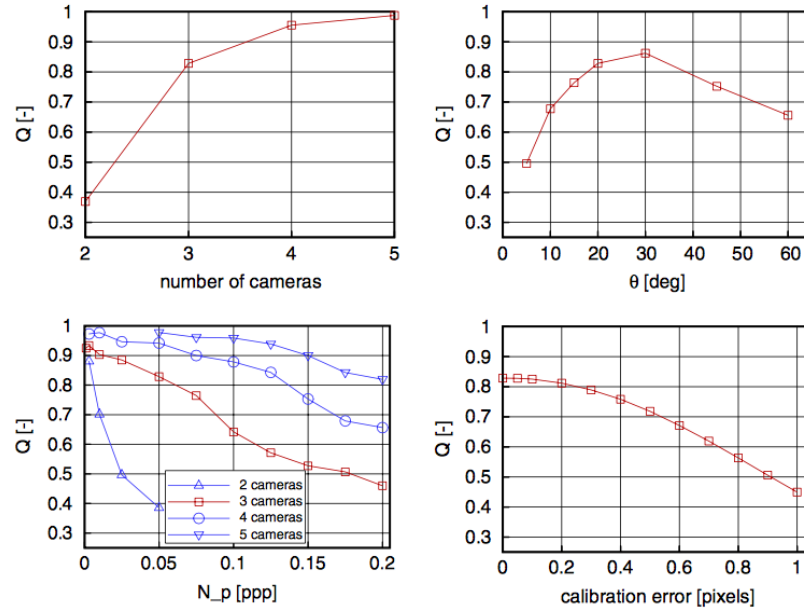 1
0.9
0.8
0.7
0.6
0.5
0.4
0.3
Q [-]
2 3 4 5
number of cameras
1
0.9
0.8
0.7
0.6
0.5
0.4
0.3
Q [-]
0 10 20 30 40 50 60
θ [deg]
1
0.9
0.8
0.7
0.6
0.5
0.4
0.3
Q [-]
2 cameras
3 cameras
4 cameras
5 cameras
0 0.05 0.1 0.15 0.2
N_p [ppp]
1
0.9
0.8
0.7
0.6
0.5
0.4
0.3
Q [-]
0 0.2 0.4 0.6 0.8 1
calibration error [pixels]